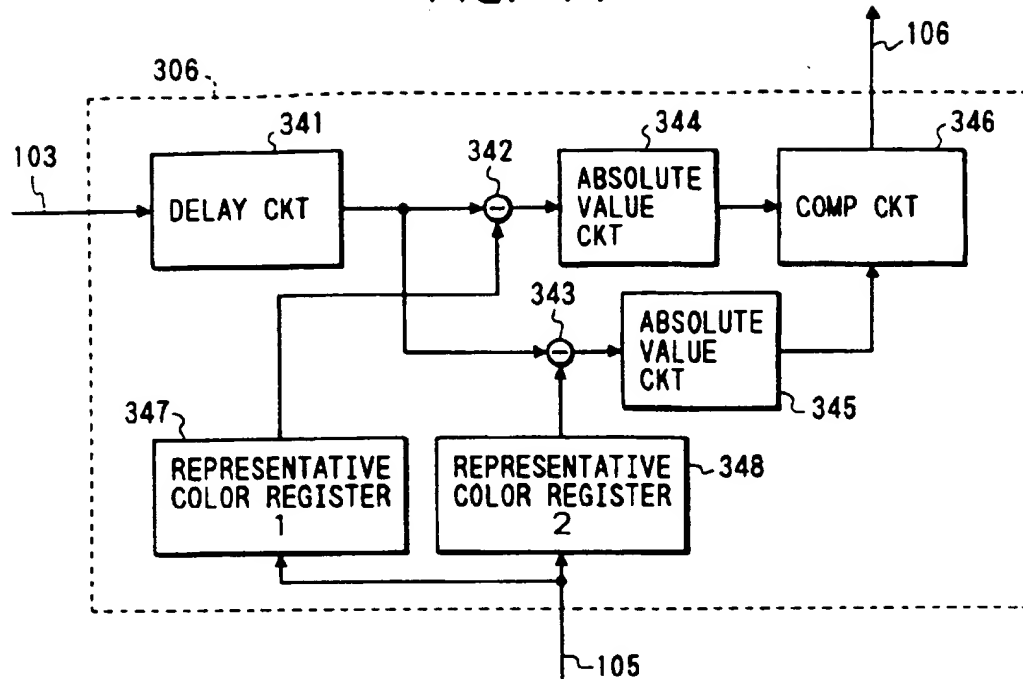 106
306
341
344
346
103
342
DELAY CKT
ABSOLUTE
VALUE
CKT
COMP CKT
343
ABSOLUTE
VALUE
CKT
347
345
REPRESENTATIVE
COLOR REGISTER
1
REPRESENTATIVE
COLOR REGISTER
2
348
105